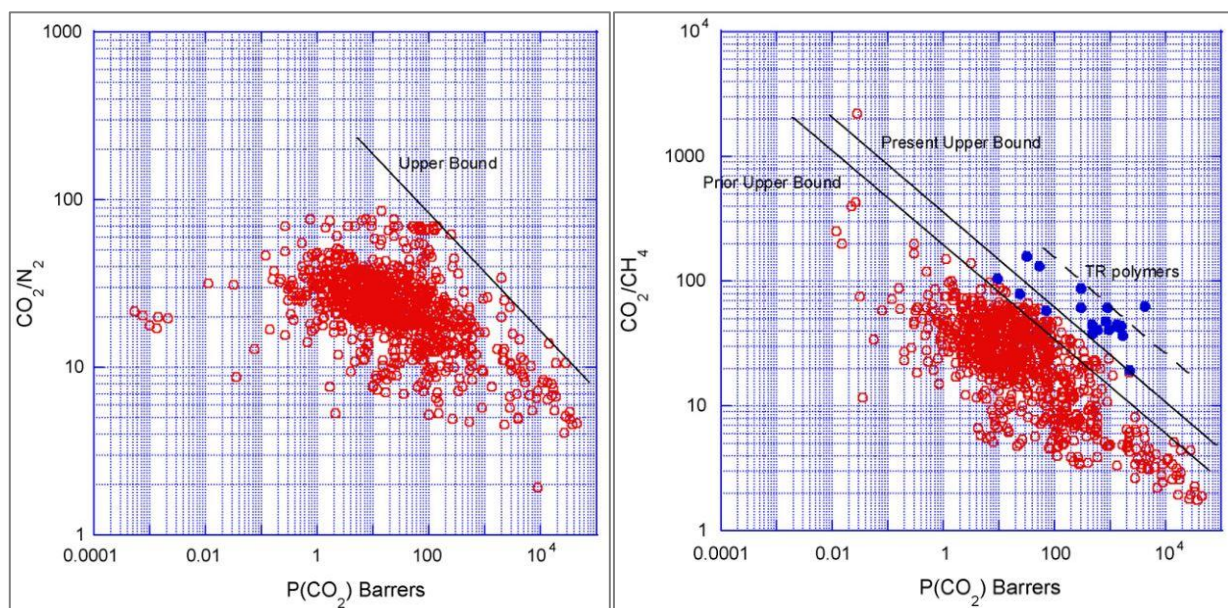 1000
100
10
1
CO2/N2
Upper Bound
0.0001
0.01
1
100
10^4
P(CO2) Barrers
10^4
1000
100
10
1
CO2/CH4
Present Upper Bound
Prior Upper Bound
TR polymers
0.0001
0.01
1
100
10^4
P(CO2) Barrers